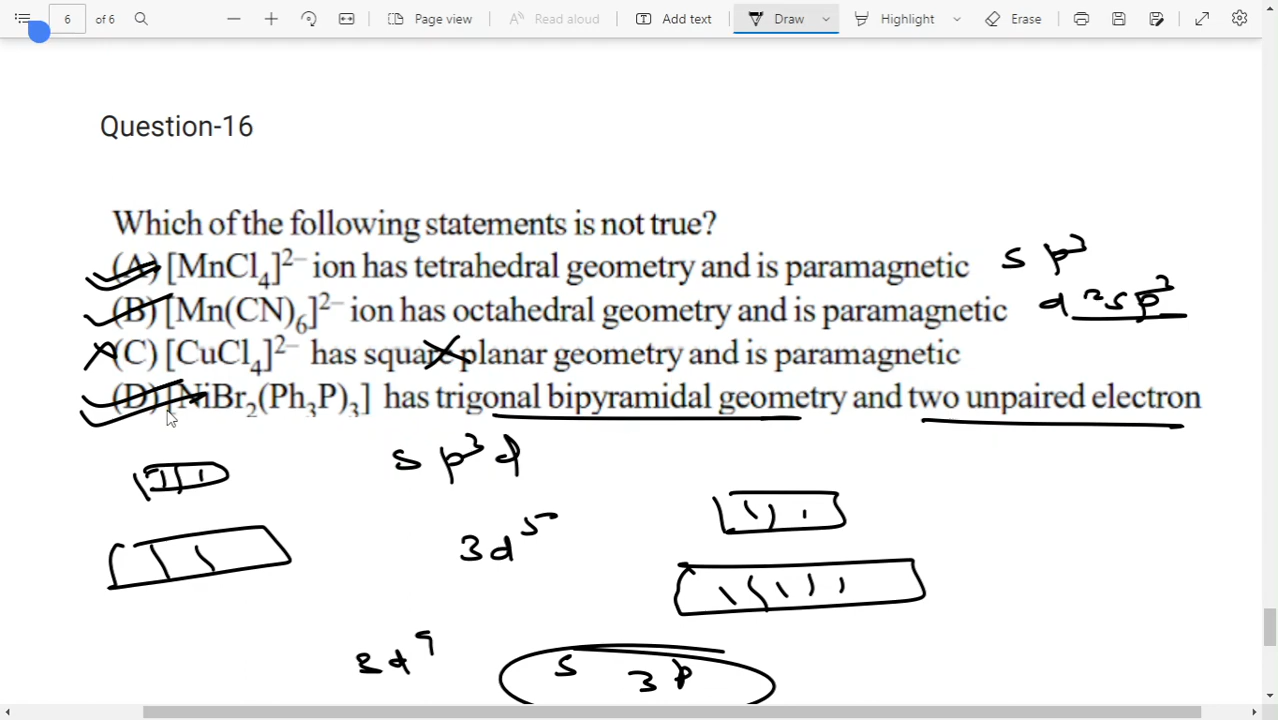 6 of 6 Page view Read aloud Add text Draw Highlight Erase
Question-16
Which of the following statements is not true?
(A) [MnCl4]2– ion has tetrahedral geometry and is paramagnetic sp3
(B) [Mn(CN)6]2– ion has octahedral geometry and is paramagnetic d2sp3
(C) [CuCl4]2– has square planar geometry and is paramagnetic
(D) [NiBr2(Ph3P)3] has trigonal bipyramidal geometry and two unpaired electron
sp3d
3d5
3d9 s 3p